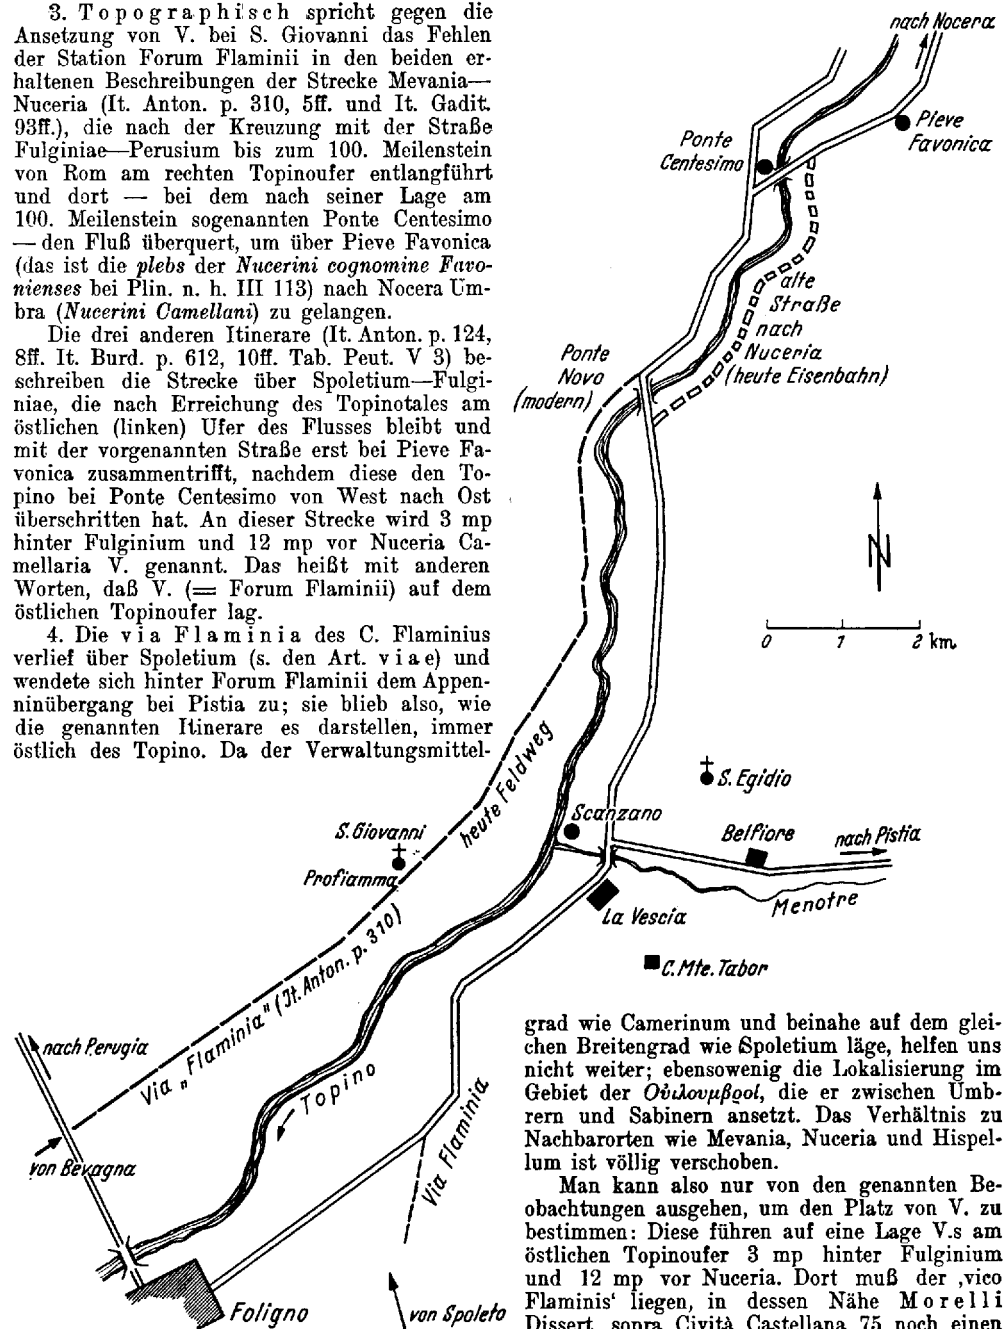 3. Topographisch spricht gegen die
Ansetzung von V. bei S. Giovanni das Fehlen
der Station Forum Flaminii in den beiden er-
haltenen Beschreibungen der Strecke Mevania—
Nuceria (It. Anton. p. 310, 5ff. und It. Gadit.
93ff.), die nach der Kreuzung mit der Straße
Fulginiae—Perusium bis zum 100. Meilenstein
von Rom am rechten Topinoufer entlangführt
und dort — bei dem nach seiner Lage am
100. Meilenstein sogenannten Ponte Centesimo
— den Fluß überquert, um über Pieve Favonica
(das ist die plebs der Nucerini cognomine Favo-
nienses bei Plin. n. h. III 113) nach Nocera Um-
bra (Nucerini Camellani) zu gelangen.
Die drei anderen Itinerare (It. Anton. p. 124,
8ff. It. Burd. p. 612, 10ff. Tab. Peut. V 3) be-
schreiben die Strecke über Spoletium—Fulgi-
niae, die nach Erreichung des Topinotales am
östlichen (linken) Ufer des Flusses bleibt und
mit der vorgenannten Straße erst bei Pieve Fa-
vonica zusammentrifft, nachdem diese den To-
pino bei Ponte Centesimo von West nach Ost
überschritten hat. An dieser Strecke wird 3 mp
hinter Fulginium und 12 mp vor Nuceria Ca-
mellaria V. genannt. Das heißt mit anderen
Worten, daß V. (= Forum Flaminii) auf dem
östlichen Topinoufer lag.
4. Die via Flaminia des C. Flaminius
verlief über Spoletium (s. den Art. viae) und
wendete sich hinter Forum Flaminii dem Appen-
ninübergang bei Pistia zu; sie blieb also, wie
die genannten Itinerare es darstellen, immer
östlich des Topino. Da der Verwaltungsmittel-
nach Nocera
Pieve
Favonica
Ponte
Centesimo
alte
Straße
nach
Nuceria
(heute Eisenbahn)
Ponte
Novo
(modern)
N
0 1 2 km.
heute Feldweg
S. Egidio
Scanzano
Belfiore
nach Pistia
S. Giovanni
Profiamma
Menotre
La Vescia
C. Mte. Tabor
Via „Flaminia" (It. Anton. p. 310)
nach Perugia
Topino
von Bevagna
Via Flaminia
Foligno
von Spoleto
grad wie Camerinum und beinahe auf dem glei-
chen Breitengrad wie Spoletium läge, helfen uns
nicht weiter; ebensowenig die Lokalisierung im
Gebiet der Οὐιλουμβροί, die er zwischen Umb-
rern und Sabinern ansetzt. Das Verhältnis zu
Nachbarorten wie Mevania, Nuceria und Hispel-
lum ist völlig verschoben.
Man kann also nur von den genannten Be-
obachtungen ausgehen, um den Platz von V. zu
bestimmen: Diese führen auf eine Lage V.s am
östlichen Topinoufer 3 mp hinter Fulginium
und 12 mp vor Nuceria. Dort muß der ‚vico
Flaminis‘ liegen, in dessen Nähe Morelli
Dissert. sopra Cività Castellana 75 noch einen